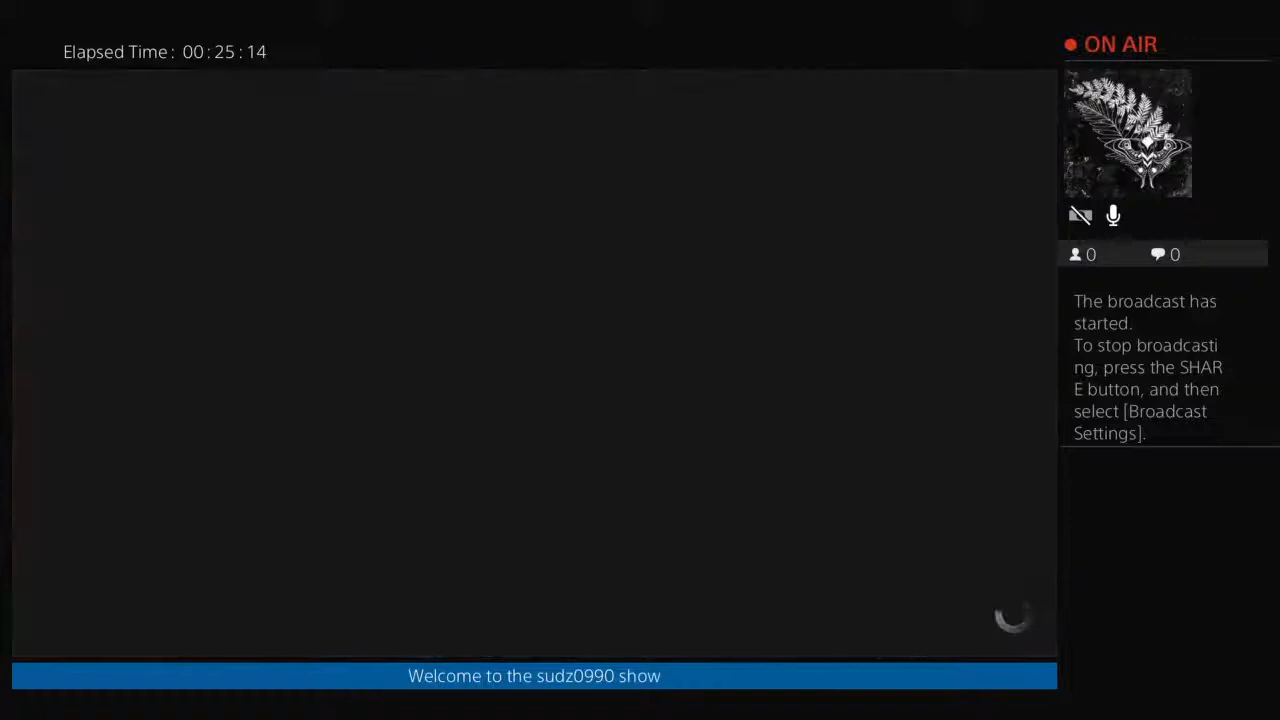 Elapsed Time: 00:25:14
ON AIR
0 0
The broadcast has
started.
To stop broadcasti
ng, press the SHAR
E button, and then
select [Broadcast
Settings].
Welcome to the sudz0990 show